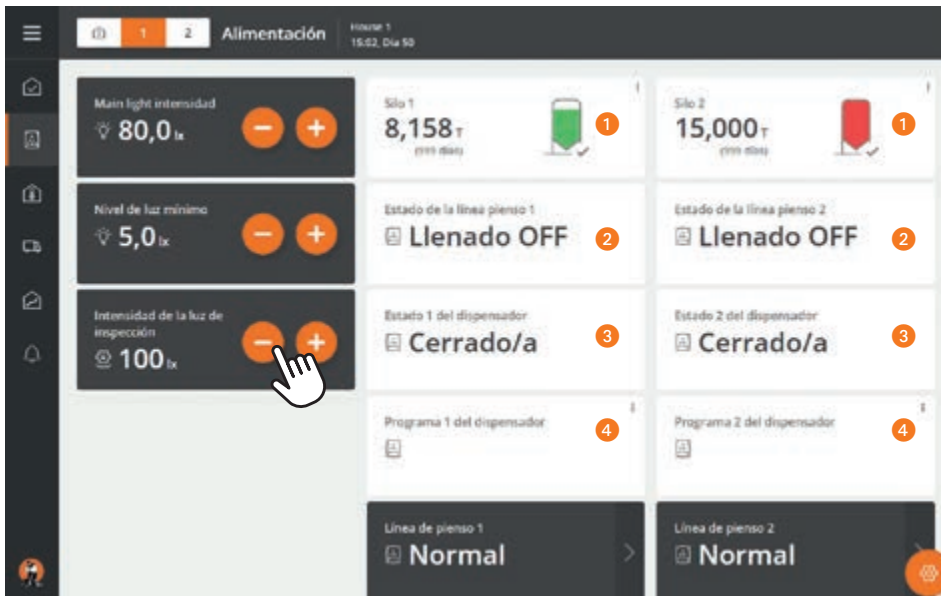 1 2 Alimentación House 1
15:02, Día 50
Main light intensidad
80,0 lx
− +
Silo 1
8,158 T
(999 días)
1
Silo 2
15,000 T
(999 días)
1
Nivel de luz mínimo
5,0 lx
− +
Estado de la línea pienso 1
Llenado OFF
2
Estado de la línea pienso 2
Llenado OFF
2
Intensidad de la luz de
inspección
100 lx
− +
Estado 1 del dispensador
Cerrado/a
3
Estado 2 del dispensador
Cerrado/a
3
Programa 1 del dispensador
4
Programa 2 del dispensador
4
Línea de pienso 1
Normal
Línea de pienso 2
Normal